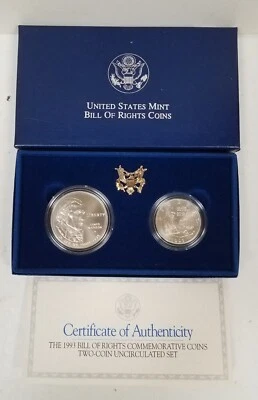 UNITED STATES MINT
BILL OF RIGHTS COINS
LIBERTY
Certificate of Authenticity
THE 1993 BILL OF RIGHTS COMMEMORATIVE COINS
TWO-COIN UNCIRCULATED SET